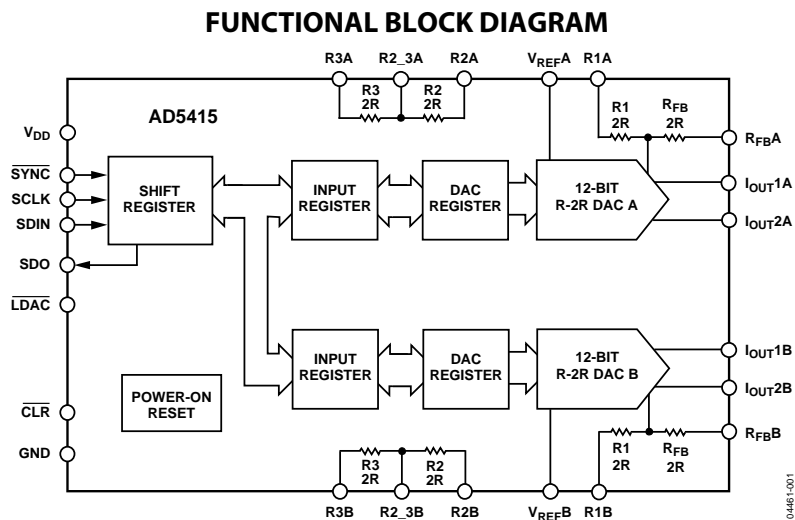 FUNCTIONAL BLOCK DIAGRAM
R3A
R2_3A
R2A
VREFA
R1A
R3
2R
R2
2R
R1
2R
RFB
2R
AD5415
VDD
SYNC
SCLK
SDIN
SDO
LDAC
CLR
GND
SHIFT
REGISTER
INPUT
REGISTER
DAC
REGISTER
12-BIT
R-2R DAC A
RFBA
IOUT1A
IOUT2A
INPUT
REGISTER
DAC
REGISTER
12-BIT
R-2R DAC B
IOUT1B
IOUT2B
RFBB
POWER-ON
RESET
R3
2R
R2
2R
R1
2R
RFB
2R
R3B
R2_3B
R2B
VREFB
R1B
04461-001